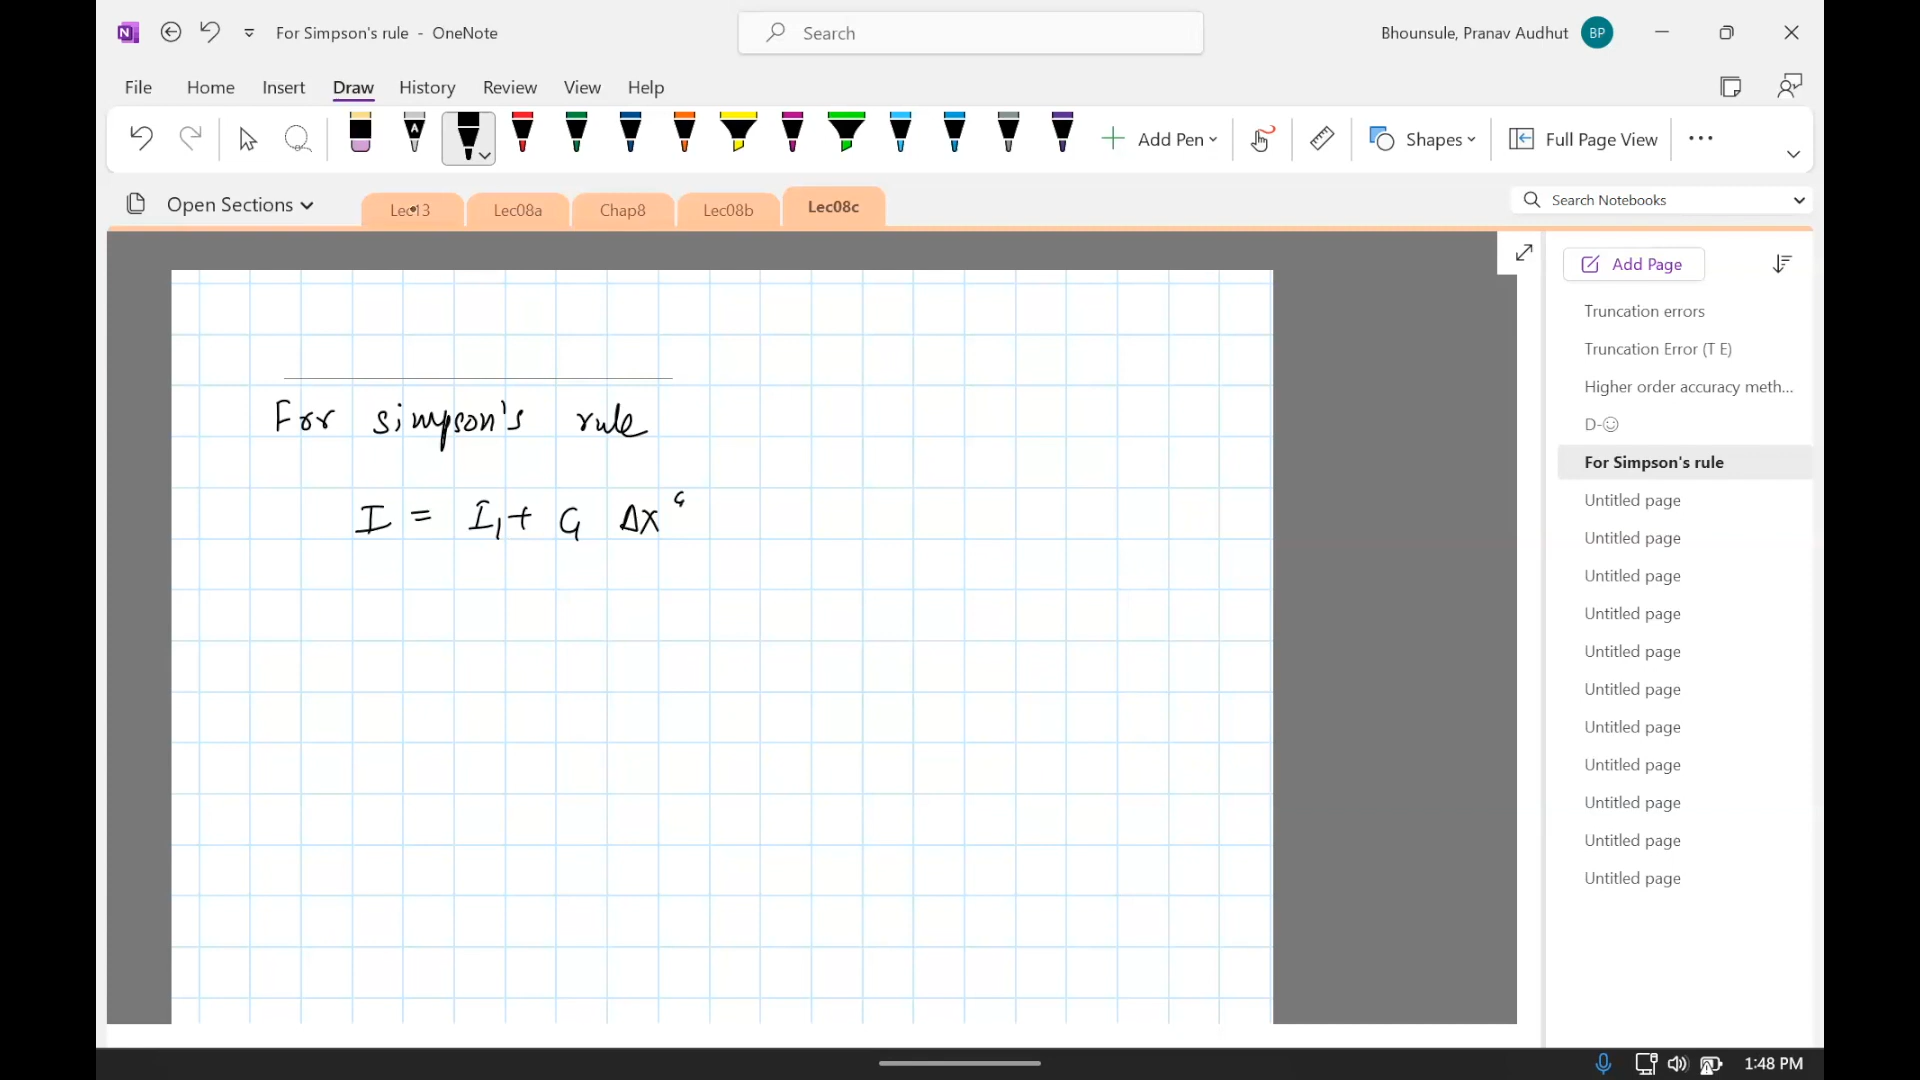 For Simpson's rule - OneNote
Search
Bhounsule, Pranav Audhut BP
File Home Insert Draw History Review View Help
Add Pen Shapes Full Page View
Open Sections Lec13 Lec08a Chap8 Lec08b Lec08c Search Notebooks
Add Page
Truncation errors
Truncation Error (T E)
Higher order accuracy meth...
D-☺
For Simpson's rule
Untitled page
Untitled page
Untitled page
Untitled page
Untitled page
Untitled page
Untitled page
Untitled page
Untitled page
Untitled page
Untitled page
For simpson's rule
I = I₁ + C₁ Δx⁴
1:48 PM